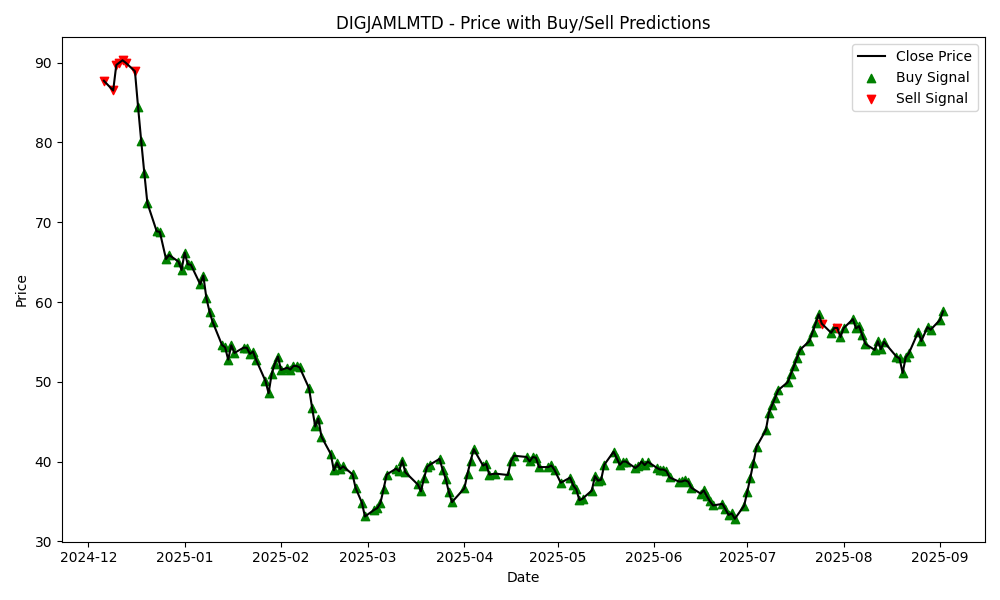 DIGJAMLMTD - Price with Buy/Sell Predictions
Close Price
Buy Signal
Sell Signal
Price
90
80
70
60
50
40
30
2024-12 2025-01 2025-02 2025-03 2025-04 2025-05 2025-06 2025-07 2025-08 2025-09
Date